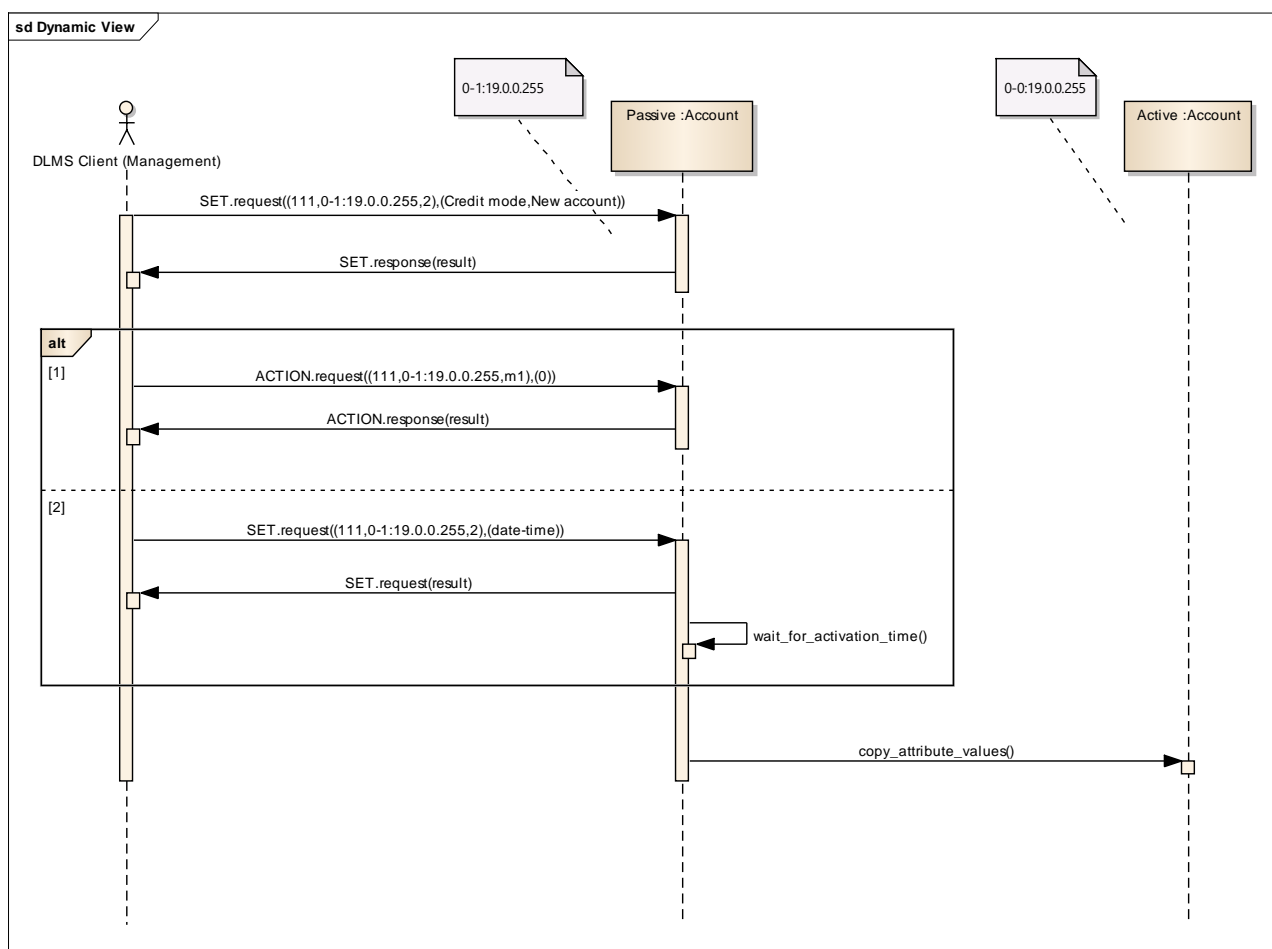 sd Dynamic View
0-1:19.0.0.255
0-0:19.0.0.255
Passive :Account
Active :Account
DLMS Client (Management)
SET.request((111,0-1:19.0.0.255,2),(Credit mode,New account))
SET.response(result)
alt
[1]
ACTION.request((111,0-1:19.0.0.255,m1),(0))
ACTION.response(result)
[2]
SET.request((111,0-1:19.0.0.255,2),(date-time))
SET.request(result)
wait_for_activation_time()
copy_attribute_values()